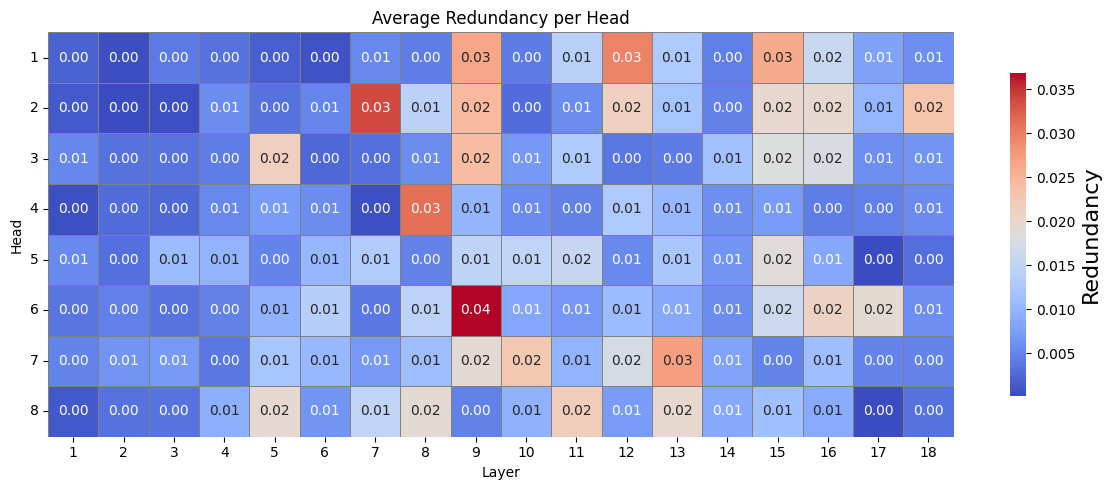 Average Redundancy per Head
1 0.00 0.00 0.00 0.00 0.00 0.00 0.01 0.00 0.03 0.00 0.01 0.03 0.01 0.00 0.03 0.02 0.01 0.01
2 0.00 0.00 0.00 0.01 0.00 0.01 0.03 0.01 0.02 0.00 0.01 0.02 0.01 0.00 0.02 0.02 0.01 0.02
3 0.01 0.00 0.00 0.00 0.02 0.00 0.00 0.01 0.02 0.01 0.01 0.00 0.00 0.01 0.02 0.02 0.01 0.01
4 0.00 0.00 0.00 0.01 0.01 0.01 0.00 0.03 0.01 0.01 0.00 0.01 0.01 0.01 0.01 0.00 0.00 0.01
5 0.01 0.00 0.01 0.01 0.00 0.01 0.01 0.00 0.01 0.01 0.02 0.01 0.01 0.01 0.02 0.01 0.00 0.00
6 0.00 0.00 0.00 0.00 0.01 0.01 0.00 0.01 0.04 0.01 0.01 0.01 0.01 0.01 0.02 0.02 0.02 0.01
7 0.00 0.01 0.01 0.00 0.01 0.01 0.01 0.01 0.02 0.02 0.01 0.02 0.03 0.01 0.00 0.01 0.00 0.00
8 0.00 0.00 0.00 0.01 0.02 0.01 0.01 0.02 0.00 0.01 0.02 0.01 0.02 0.01 0.01 0.01 0.00 0.00
Head
1 2 3 4 5 6 7 8 9 10 11 12 13 14 15 16 17 18
Layer
0.035
0.030
0.025
0.020
0.015
0.010
0.005
Redundancy